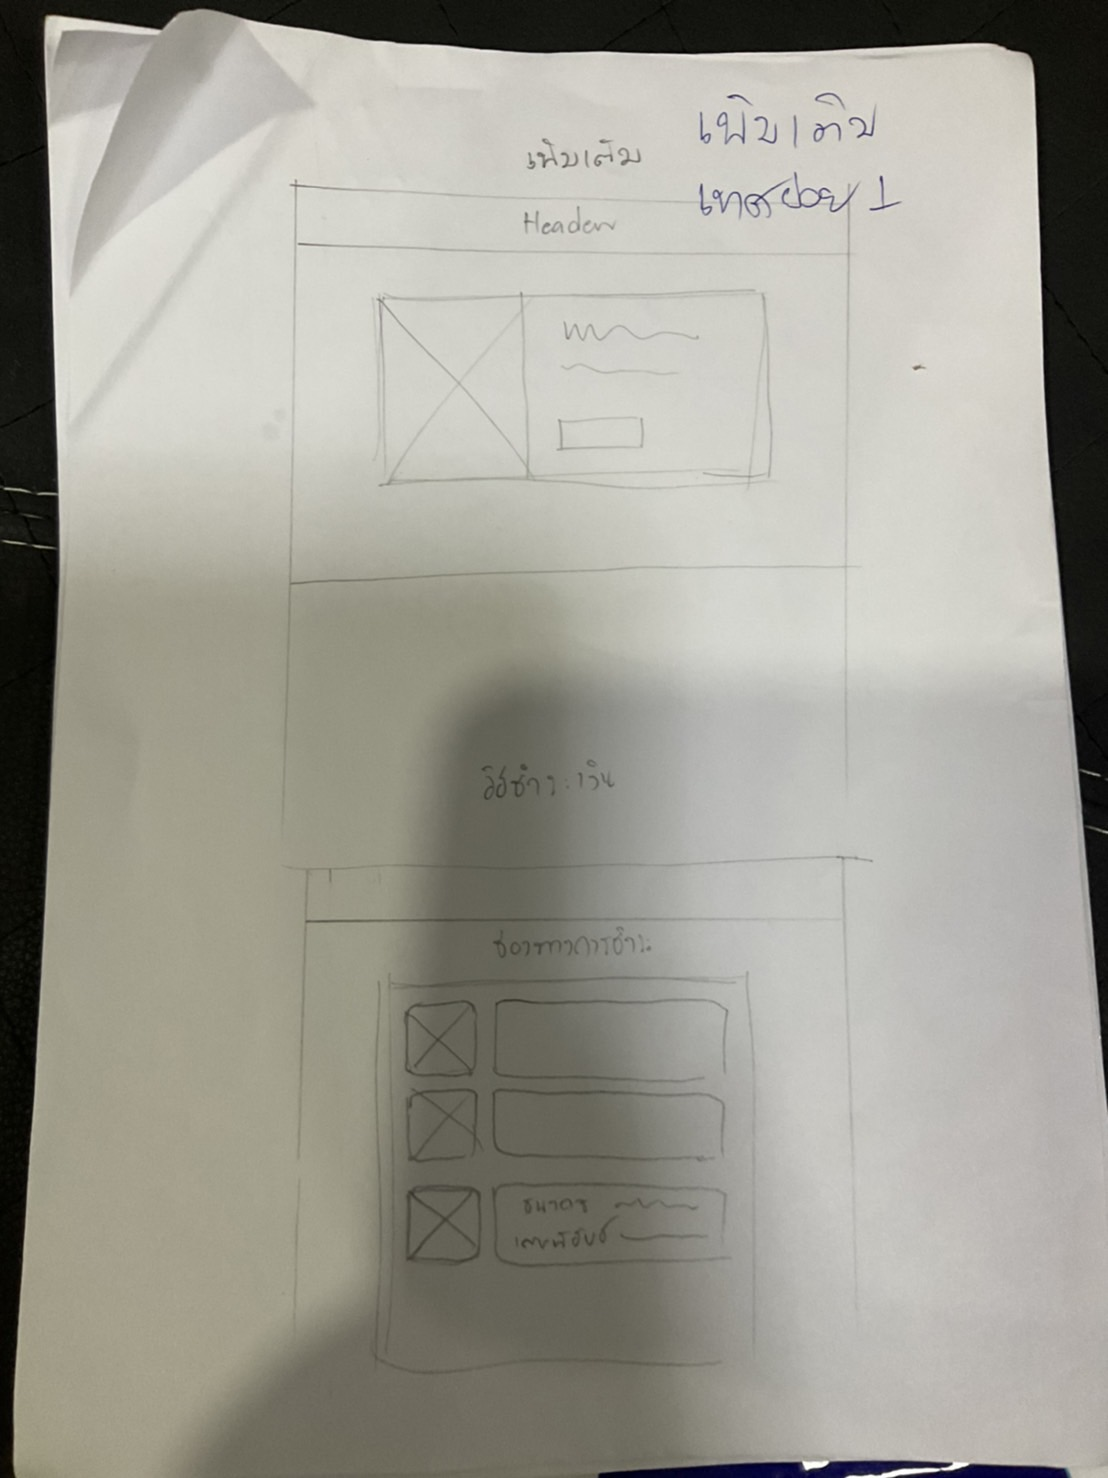 เพิ่มเติม
เพิ่มเติม
Header
วิธีชำระเงิน
ช่องทางการชำระ
ธนาคาร
เลขบัญชี